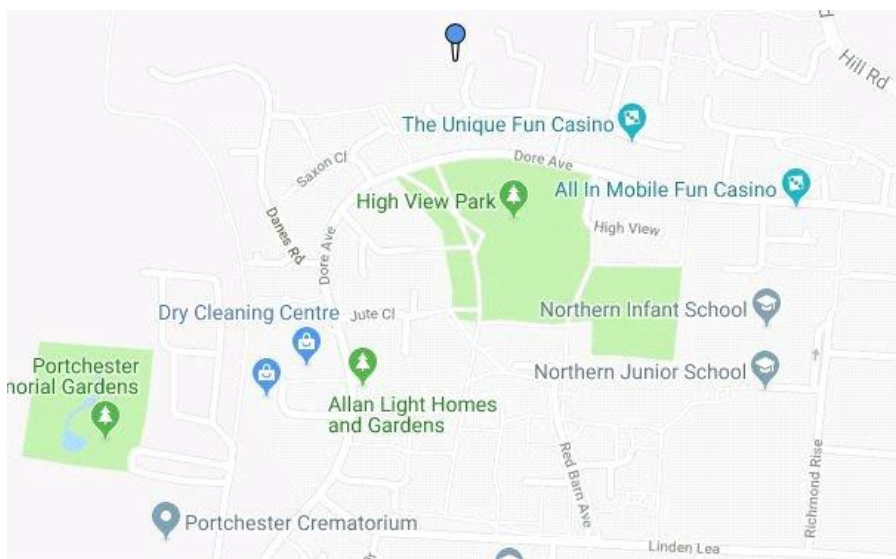 Hill Rd
The Unique Fun Casino
Dore Ave
Saxon Cl
All In Mobile Fun Casino
High View Park
High View
Danes Rd
Dore Ave
Dry Cleaning Centre
Jute Cl
Northern Infant School
Portchester
norial Gardens
Northern Junior School
Allan Light Homes
and Gardens
Red Barn Ave
Richmond Rise
Portchester Crematorium
Linden Lea